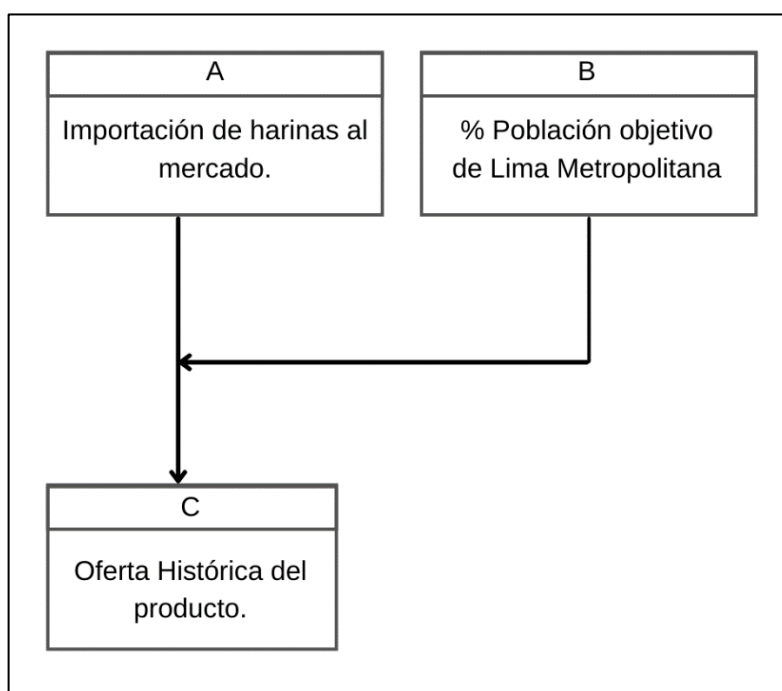 A
Importación de harinas al
mercado.
B
% Población objetivo
de Lima Metropolitana
C
Oferta Histórica del
producto.